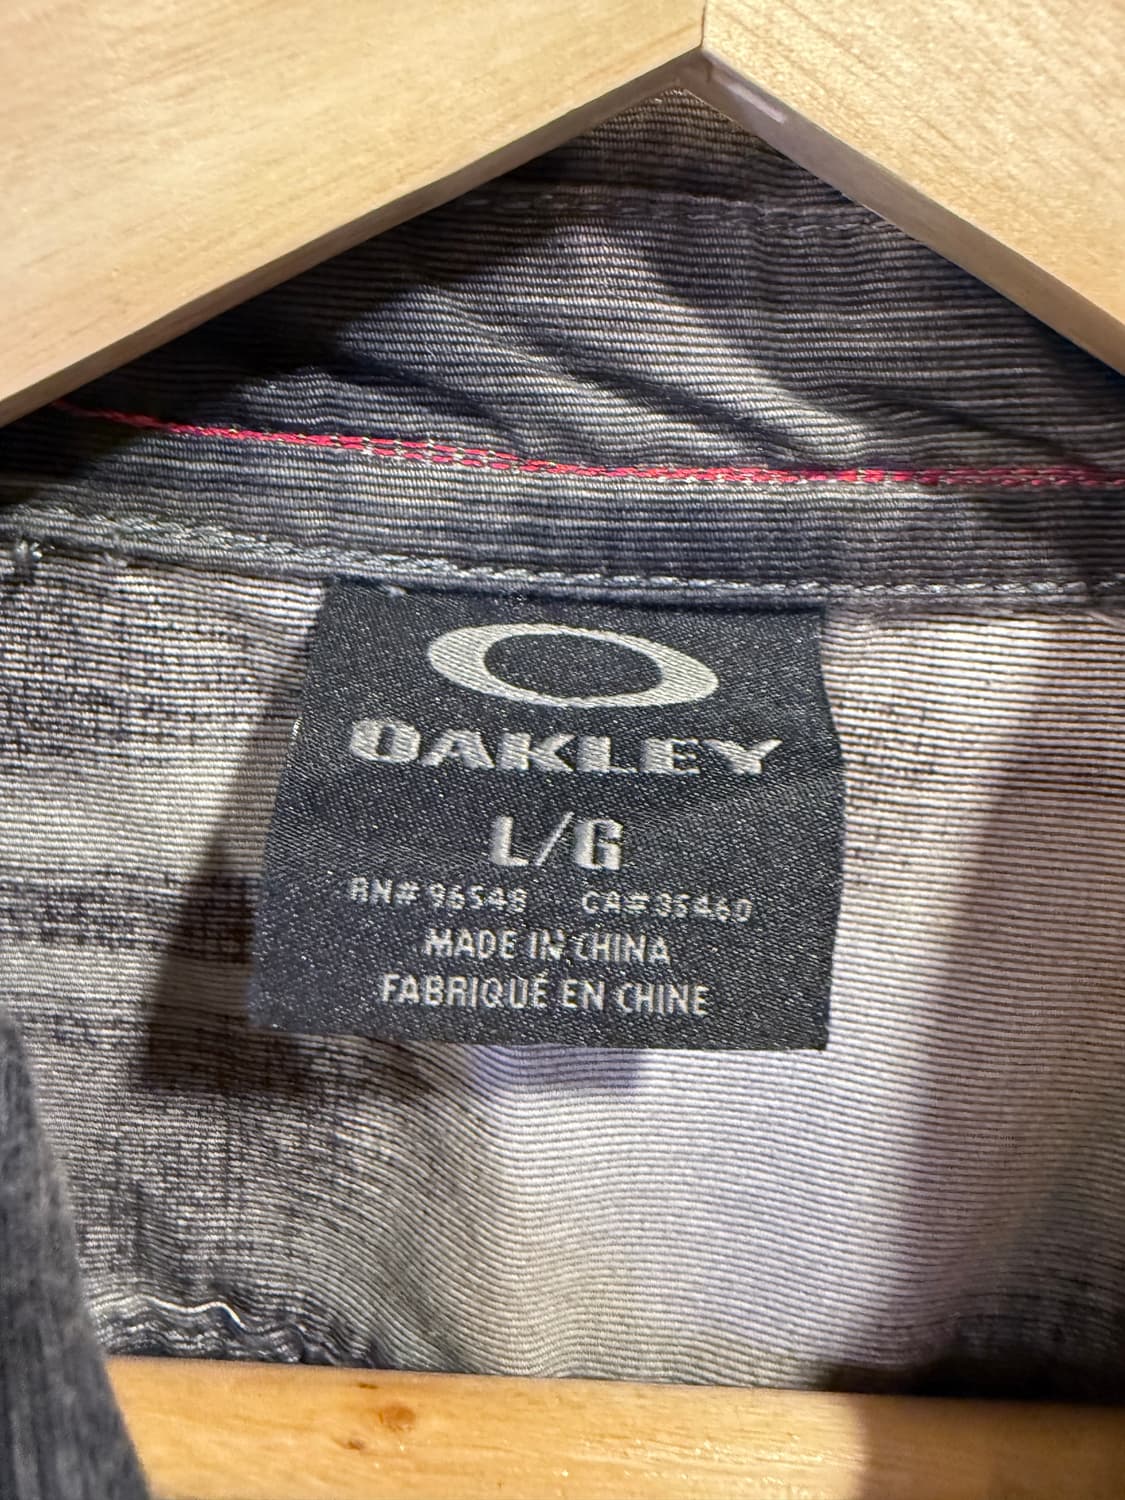 OAKLEY
L/G
RN# 96548 CA# 35460
MADE IN CHINA
FABRIQUÉ EN CHINE